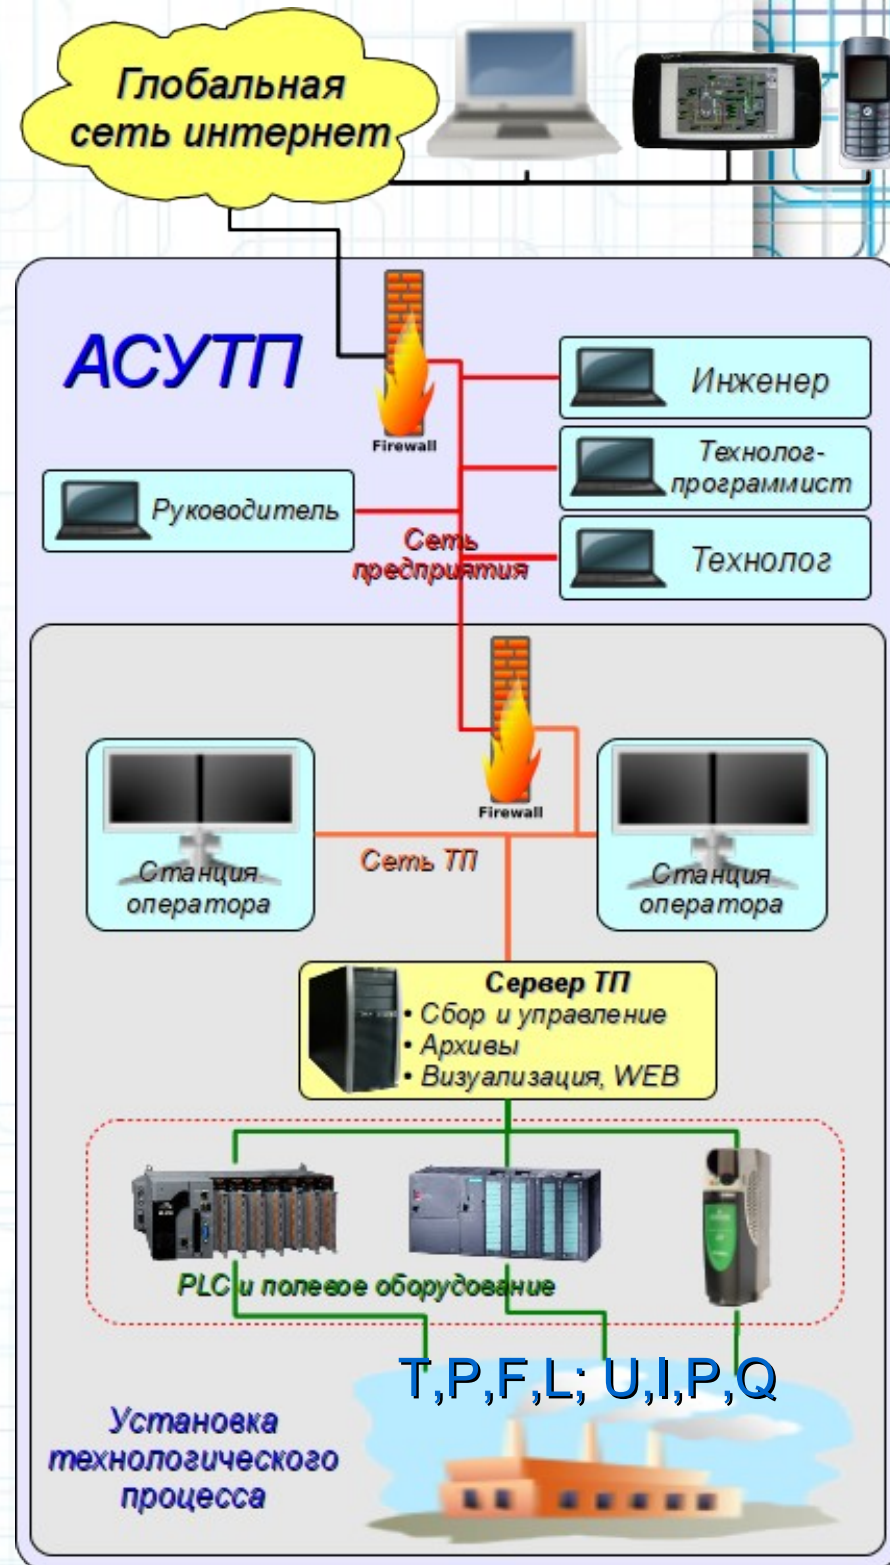 Глобальная
сеть интернет
АСУТП
Firewall
Инженер
Технолог-
программист
Руководитель
Сеть
предприятия
Технолог
Firewall
Станция
оператора
Сеть ТП
Станция
оператора
Сервер ТП
• Сбор и управление
• Архивы
• Визуализация, WEB
PLC и полевое оборудование
T,P,F,L; U,I,P,Q
Установка
технологического
процесса